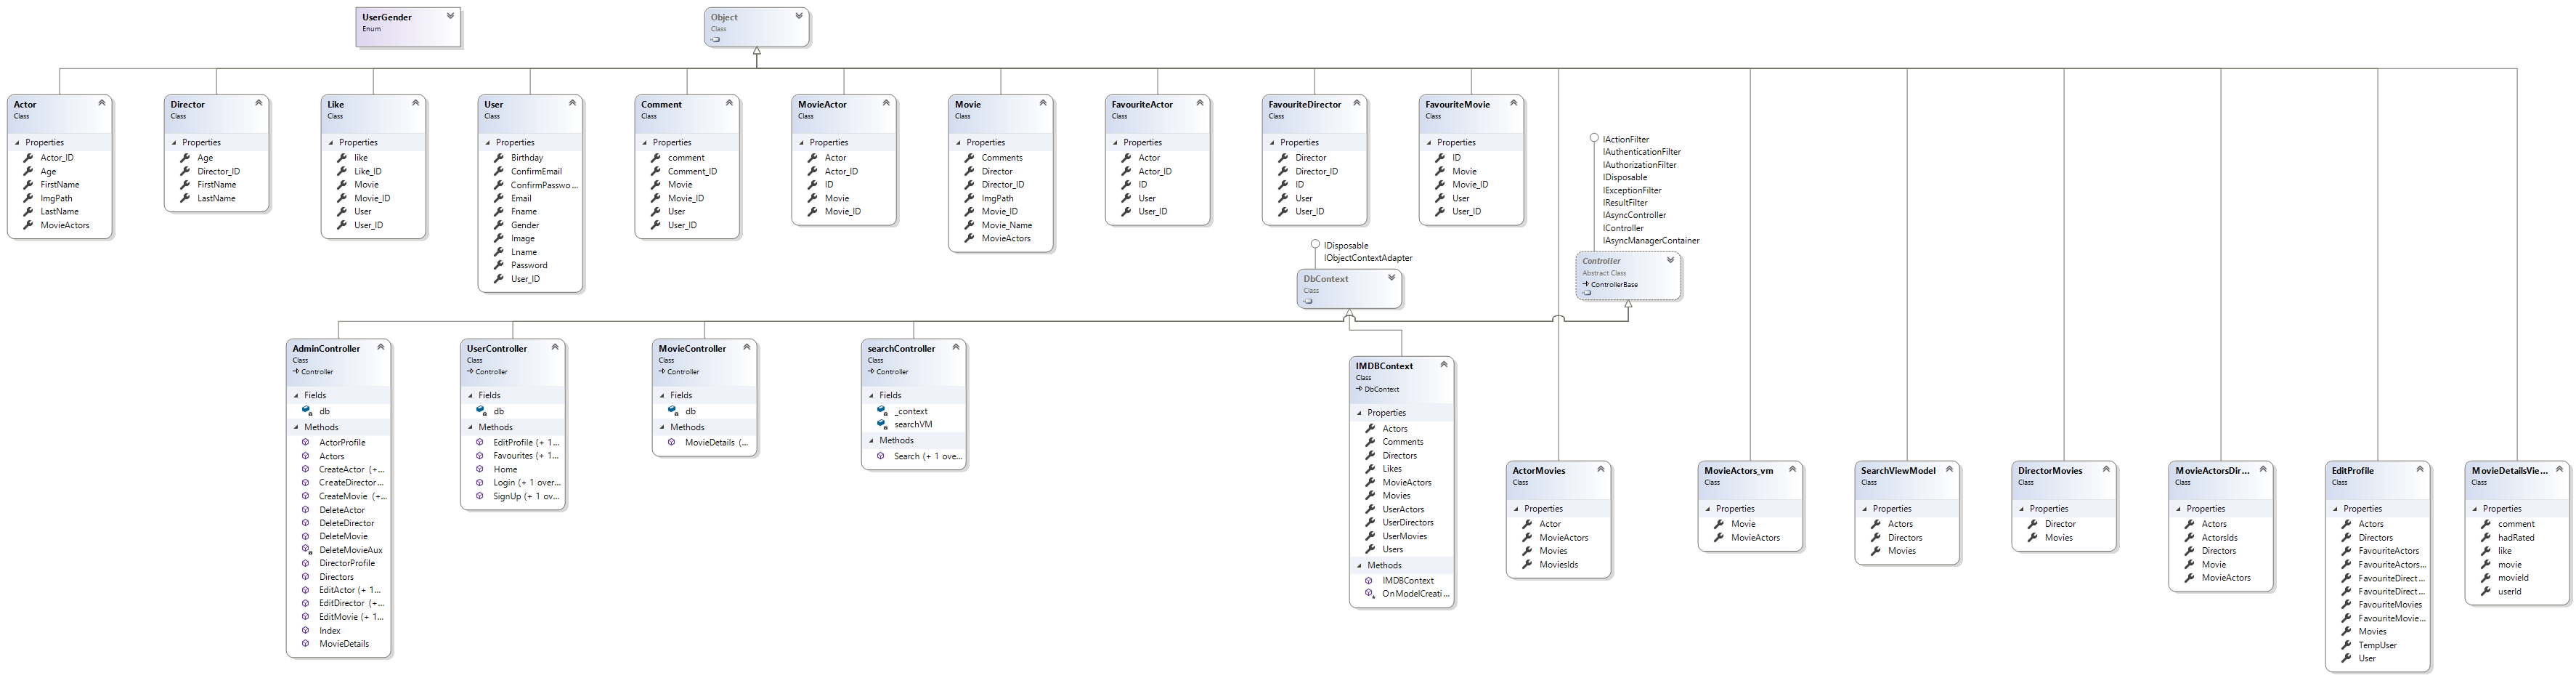 UserGender
Enum
Object
Class
Actor
Class
Properties
Actor_ID
Age
FirstName
ImgPath
LastName
MovieActors
Director
Class
Properties
Age
Director_ID
FirstName
LastName
Like
Class
Properties
like
Like_ID
Movie
Movie_ID
User
User_ID
User
Class
Properties
Birthday
ConfirmEmail
ConfirmPasswo...
Email
Fname
Gender
Image
Lname
Password
User_ID
Comment
Class
Properties
comment
Comment_ID
Movie
Movie_ID
User
User_ID
MovieActor
Class
Properties
Actor
Actor_ID
ID
Movie
Movie_ID
Movie
Class
Properties
Comments
Director
Director_ID
ImgPath
Movie_ID
Movie_Name
MovieActors
FavouriteActor
Class
Properties
Actor
Actor_ID
ID
User
User_ID
FavouriteDirector
Class
Properties
Director
Director_ID
ID
User
User_ID
FavouriteMovie
Class
Properties
ID
Movie
Movie_ID
User
User_ID
IActionFilter
IAuthenticationFilter
IAuthorizationFilter
IDisposable
IExceptionFilter
IResultFilter
IAsyncController
IController
IAsyncManagerContainer
Controller
Abstract Class
ControllerBase
IDisposable
IObjectContextAdapter
DbContext
Class
AdminController
Class
Controller
Fields
db
Methods
ActorProfile
Actors
CreateActor (+...
CreateDirector...
CreateMovie (+...
DeleteActor
DeleteDirector
DeleteMovie
DeleteMovieAux
DirectorProfile
Directors
EditActor (+ 1...
EditDirector (+...
EditMovie (+ 1...
Index
MovieDetails
UserController
Class
Controller
Fields
db
Methods
EditProfile (+ 1...
Favourites (+ 1...
Home
Login (+ 1 over...
SignUp (+ 1 ov...
MovieController
Class
Controller
Fields
db
Methods
MovieDetails (...
searchController
Class
Controller
Fields
_context
searchVM
Methods
Search (+ 1 ove...
IMDBContext
Class
DbContext
Properties
Actors
Comments
Directors
Likes
MovieActors
Movies
UserActors
UserDirectors
UserMovies
Users
Methods
IMDBContext
OnModelCreati...
ActorMovies
Class
Properties
Actor
MovieActors
Movies
MoviesIds
MovieActors_vm
Class
Properties
Movie
MovieActors
SearchViewModel
Class
Properties
Actors
Directors
Movies
DirectorMovies
Class
Properties
Director
Movies
MovieActorsDir...
Class
Properties
Actors
ActorsIds
Directors
Movie
MovieActors
EditProfile
Class
Properties
Actors
Directors
FavouriteActors
FavouriteActors...
FavouriteDirect...
FavouriteDirect...
FavouriteMovies
FavouriteMovie...
Movies
TempUser
User
MovieDetailsVie...
Class
Properties
comment
hadRated
like
movie
movieId
userId